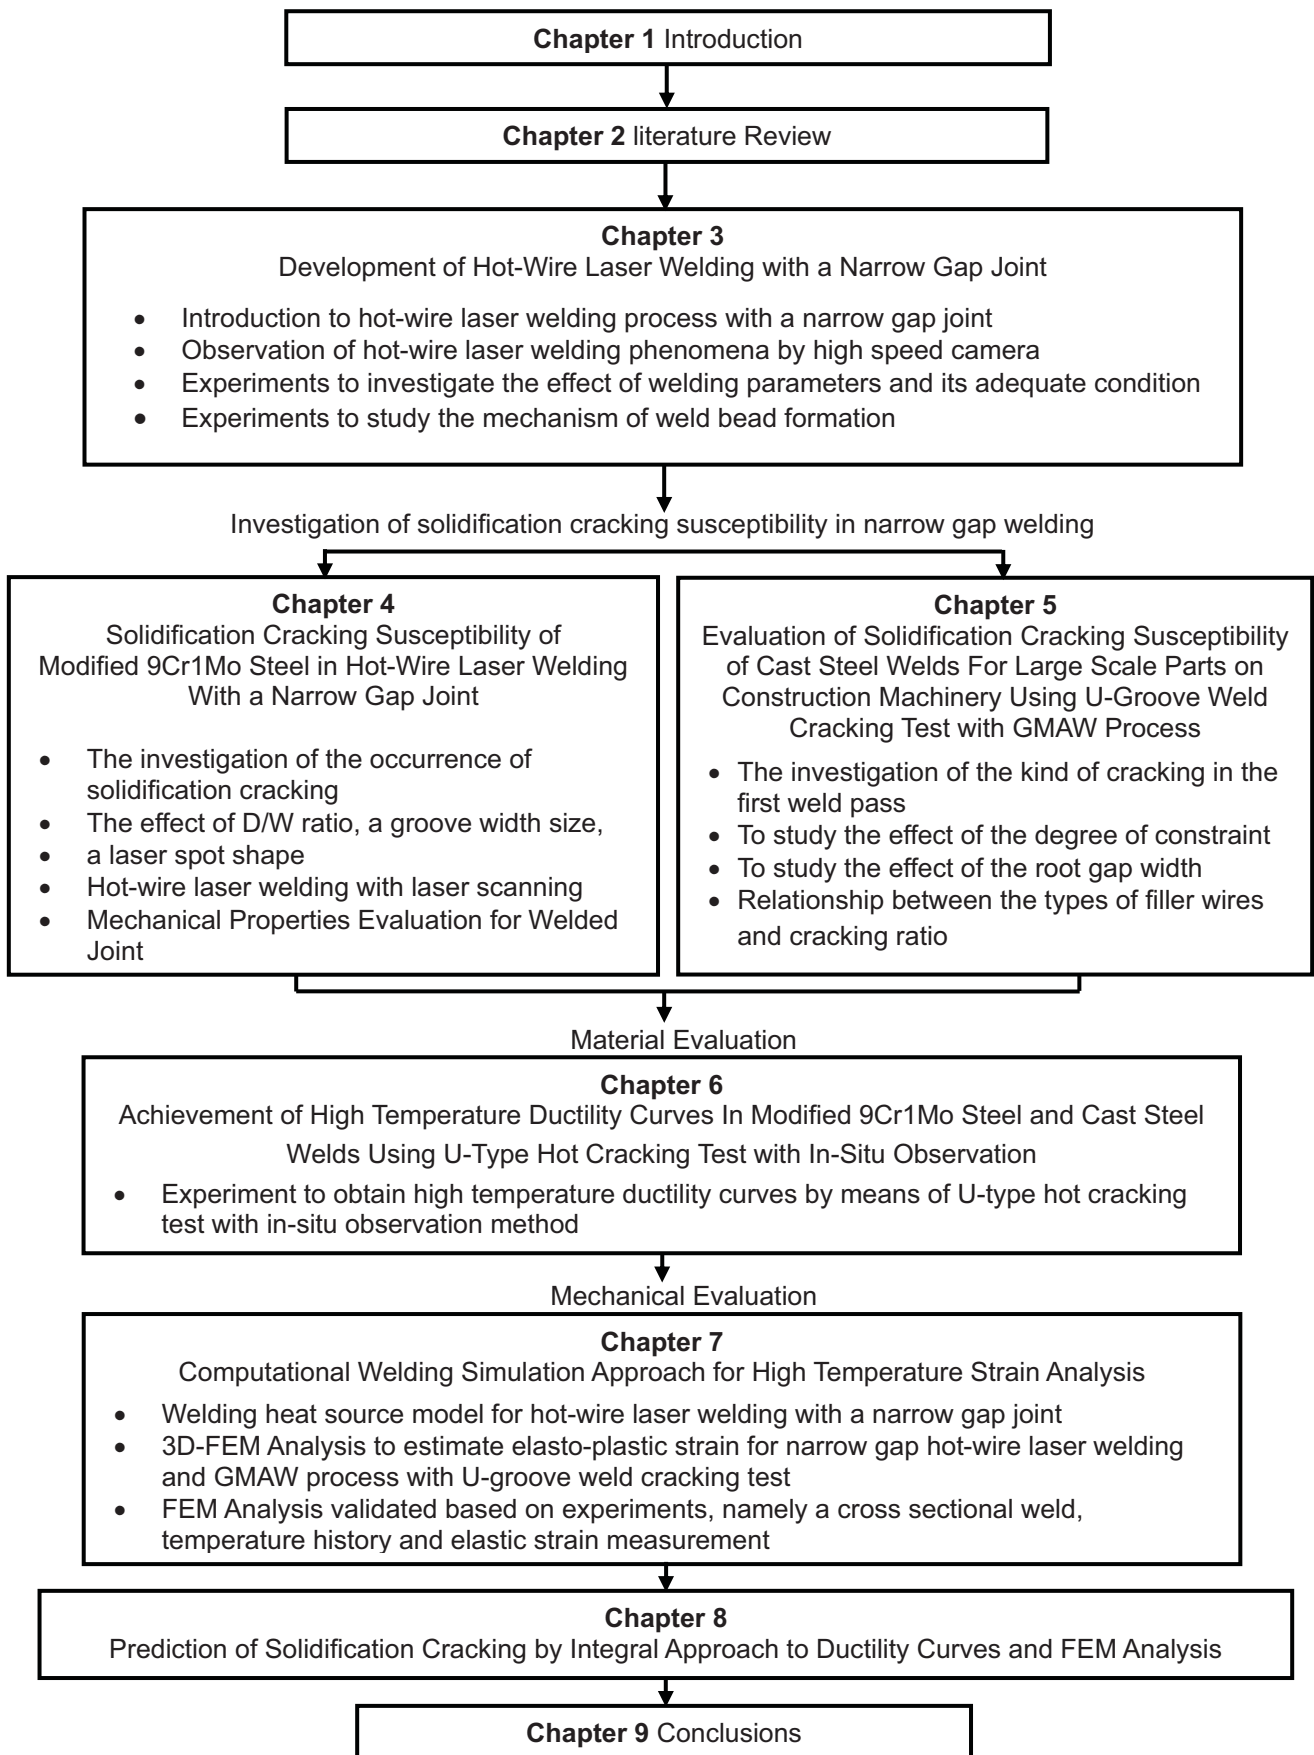 Chapter 1 Introduction
Chapter 2 literature Review
Chapter 3
Development of Hot-Wire Laser Welding with a Narrow Gap Joint
• Introduction to hot-wire laser welding process with a narrow gap joint
• Observation of hot-wire laser welding phenomena by high speed camera
• Experiments to investigate the effect of welding parameters and its adequate condition
• Experiments to study the mechanism of weld bead formation
Investigation of solidification cracking susceptibility in narrow gap welding
Chapter 4
Solidification Cracking Susceptibility of
Modified 9Cr1Mo Steel in Hot-Wire Laser Welding
With a Narrow Gap Joint
• The investigation of the occurrence of
solidification cracking
• The effect of D/W ratio, a groove width size,
• a laser spot shape
• Hot-wire laser welding with laser scanning
• Mechanical Properties Evaluation for Welded
Joint
Chapter 5
Evaluation of Solidification Cracking Susceptibility
of Cast Steel Welds For Large Scale Parts on
Construction Machinery Using U-Groove Weld
Cracking Test with GMAW Process
• The investigation of the kind of cracking in the
first weld pass
• To study the effect of the degree of constraint
• To study the effect of the root gap width
• Relationship between the types of filler wires
and cracking ratio
Material Evaluation
Chapter 6
Achievement of High Temperature Ductility Curves In Modified 9Cr1Mo Steel and Cast Steel
Welds Using U-Type Hot Cracking Test with In-Situ Observation
• Experiment to obtain high temperature ductility curves by means of U-type hot cracking
test with in-situ observation method
Mechanical Evaluation
Chapter 7
Computational Welding Simulation Approach for High Temperature Strain Analysis
• Welding heat source model for hot-wire laser welding with a narrow gap joint
• 3D-FEM Analysis to estimate elasto-plastic strain for narrow gap hot-wire laser welding
and GMAW process with U-groove weld cracking test
• FEM Analysis validated based on experiments, namely a cross sectional weld,
temperature history and elastic strain measurement
Chapter 8
Prediction of Solidification Cracking by Integral Approach to Ductility Curves and FEM Analysis
Chapter 9 Conclusions